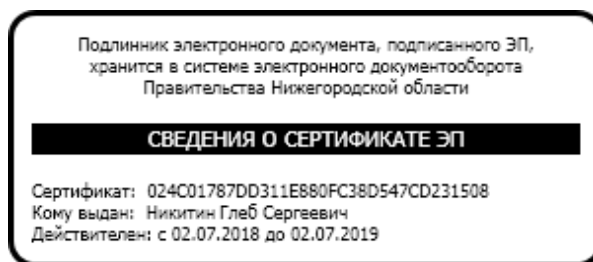 Подлинник электронного документа, подписанного ЭП,
хранится в системе электронного документооборота
Правительства Нижегородской области
СВЕДЕНИЯ О СЕРТИФИКАТЕ ЭП
Сертификат: 024C01787DD311E880FC38D547CD231508
Кому выдан: Никитин Глеб Сергеевич
Действителен: с 02.07.2018 до 02.07.2019